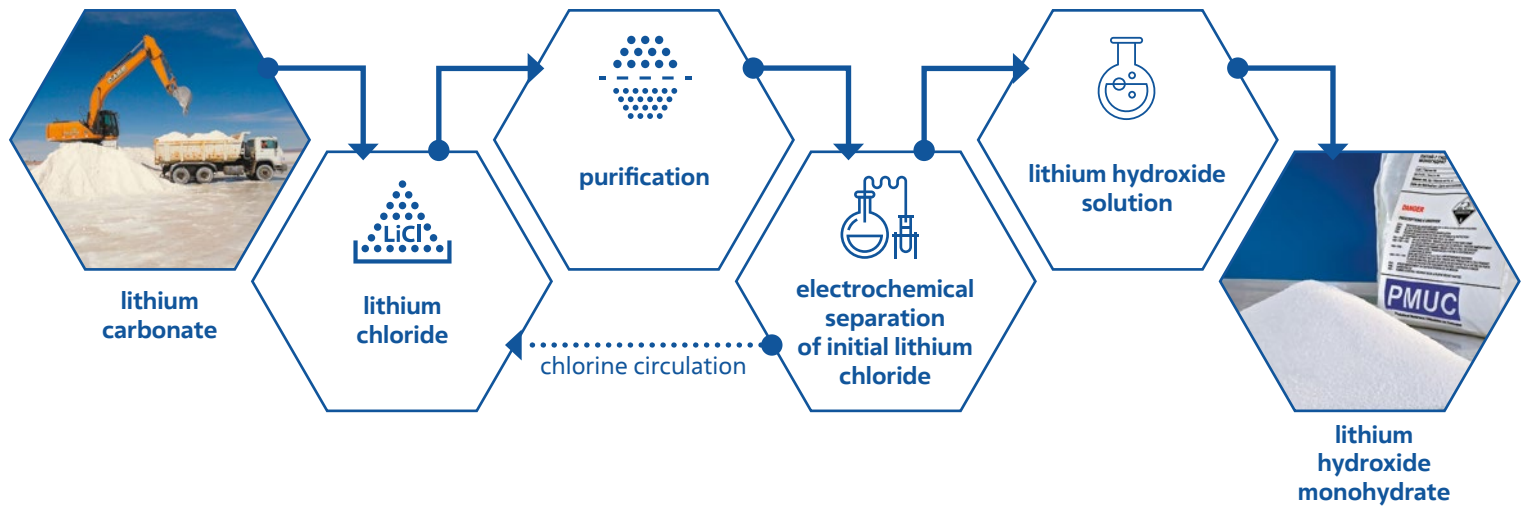 lithium
carbonate
LiCl
lithium
chloride
purification
electrochemical
separation
of initial lithium
chloride
chlorine circulation
lithium hydroxide
solution
DANGER
PMUC
lithium
hydroxide
monohydrate